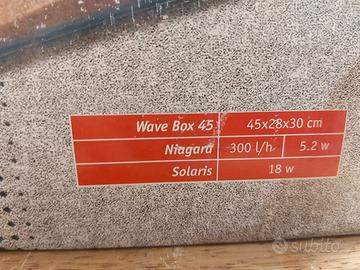 Wave Box 45 45x28x30 cm
Niagara 300 l/h 5.2 w
Solaris 18 w
subito